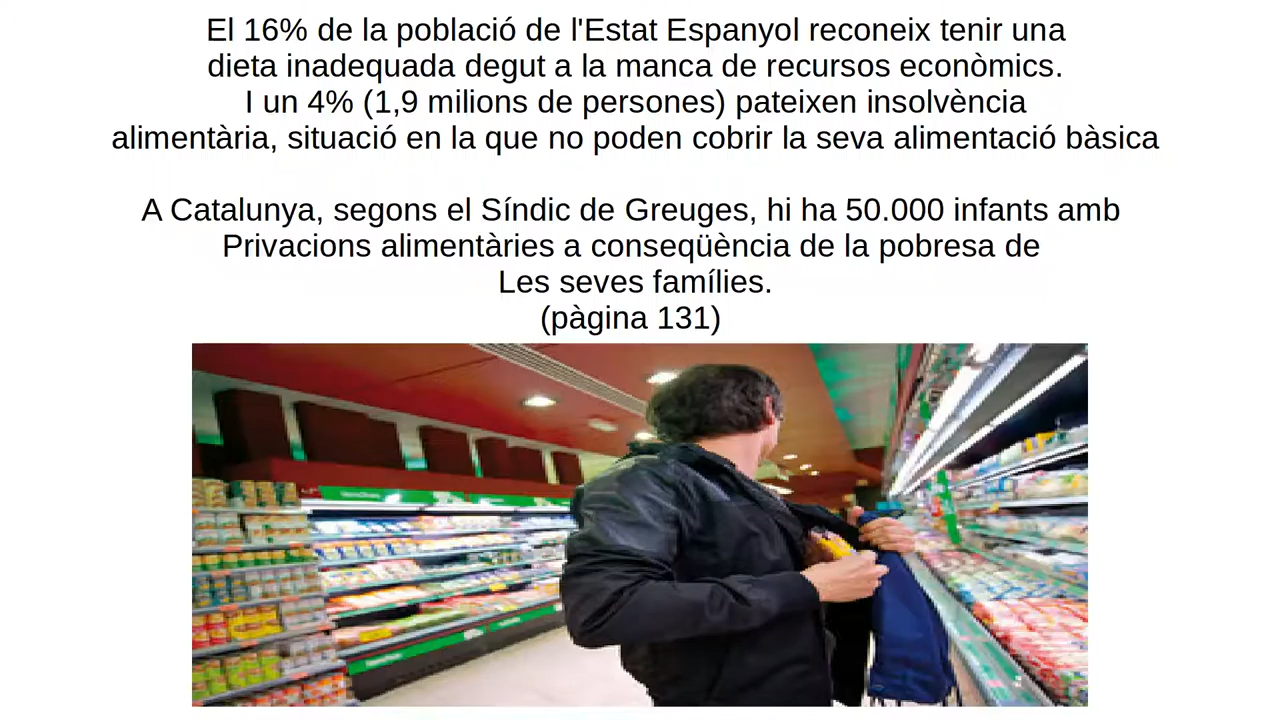 El 16% de la població de l'Estat Espanyol reconeix tenir una
dieta inadequada degut a la manca de recursos econòmics.
I un 4% (1,9 milions de persones) pateixen insolvència
alimentària, situació en la que no poden cobrir la seva alimentació bàsica
A Catalunya, segons el Síndic de Greuges, hi ha 50.000 infants amb
Privacions alimentàries a conseqüència de la pobresa de
Les seves famílies.
(pàgina 131)